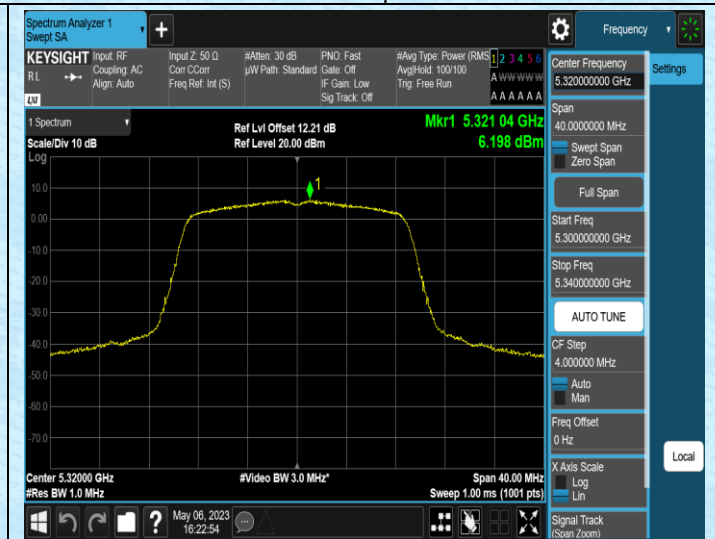 Spectrum Analyzer 1
Swept SA
Frequency
KEYSIGHT
RL
LXI
Input: RF
Coupling: AC
Align: Auto
Input Z: 50 Ω
Corr CCorr
Freq Ref: Int (S)
#Atten: 30 dB
µW Path: Standard
PNO: Fast
Gate: Off
IF Gain: Low
Sig Track: Off
#Avg Type: Power (RMS
Avg|Hold: 100/100
Trig: Free Run
1 2 3 4 5 6
A W W W W W
A A A A A A
1 Spectrum
Scale/Div 10 dB
Log
Ref Lvl Offset 12.21 dB
Ref Level 20.00 dBm
Mkr1 5.321 04 GHz
6.198 dBm
1
10.0
0.00
-10.0
-20.0
-30.0
-40.0
-50.0
-60.0
-70.0
Center 5.32000 GHz
#Res BW 1.0 MHz
#Video BW 3.0 MHz*
Span 40.00 MHz
Sweep 1.00 ms (1001 pts)
?
May 06, 2023
16:22:54
Center Frequency
5.320000000 GHz
Span
40.0000000 MHz
Swept Span
Zero Span
Full Span
Start Freq
5.300000000 GHz
Stop Freq
5.340000000 GHz
AUTO TUNE
CF Step
4.000000 MHz
Auto
Man
Freq Offset
0 Hz
X Axis Scale
Log
Lin
Signal Track
(Span Zoom)
Settings
Local